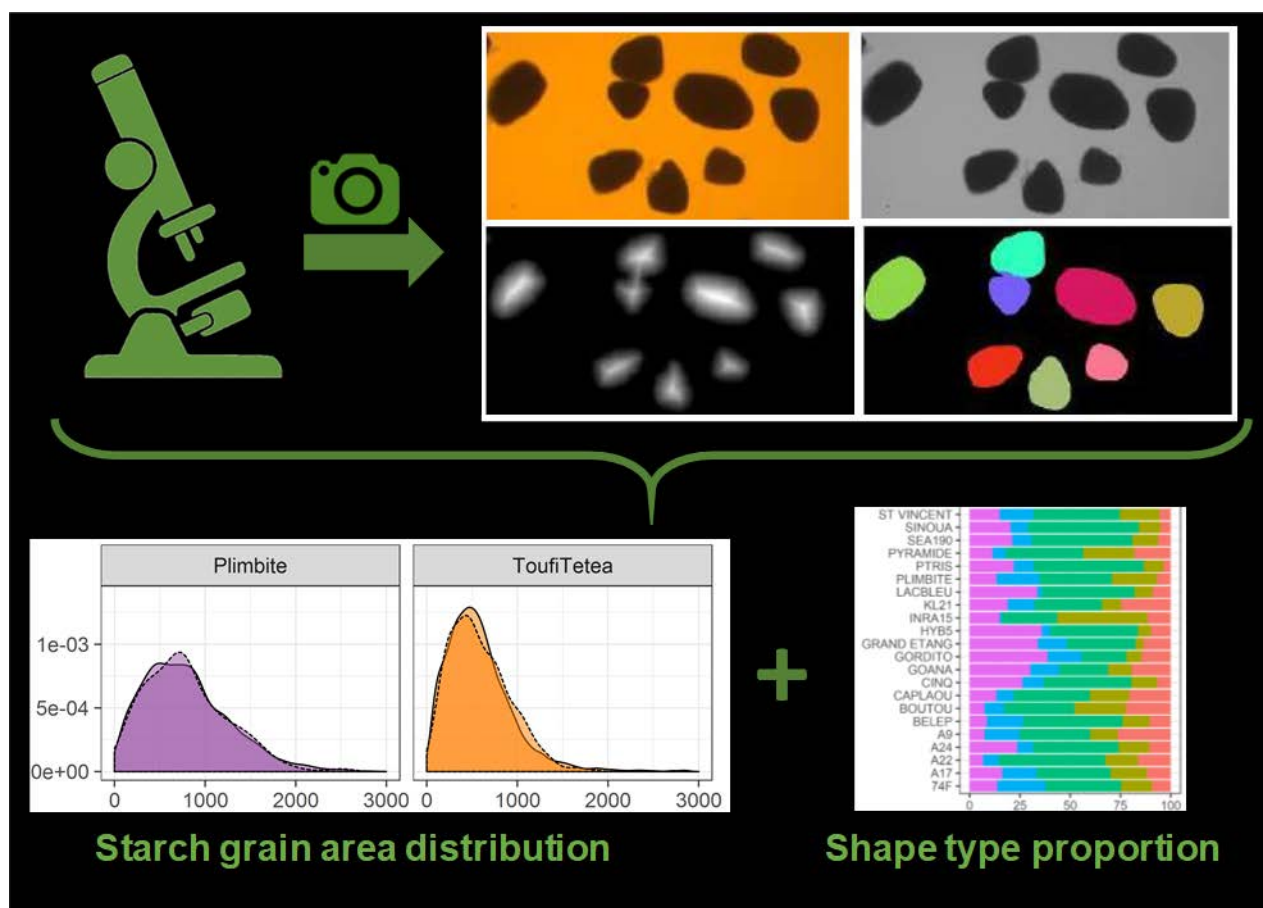 Plimbite
ToufiTetea
1e-03
5e-04
0e+00
0 1000 2000 3000
0 1000 2000 3000
+
ST VINCENT
SINOUA
SEA190
PYRAMIDE
PTRIS
PLIMBITE
LACBLEU
KL21
INRA15
HYB5
GRAND ETANG
GORDITO
GOANA
CINQ
CAPLAOU
BOUTOU
BELEP
A9
A24
A22
A17
74F
0 25 50 75 100
Starch grain area distribution
Shape type proportion